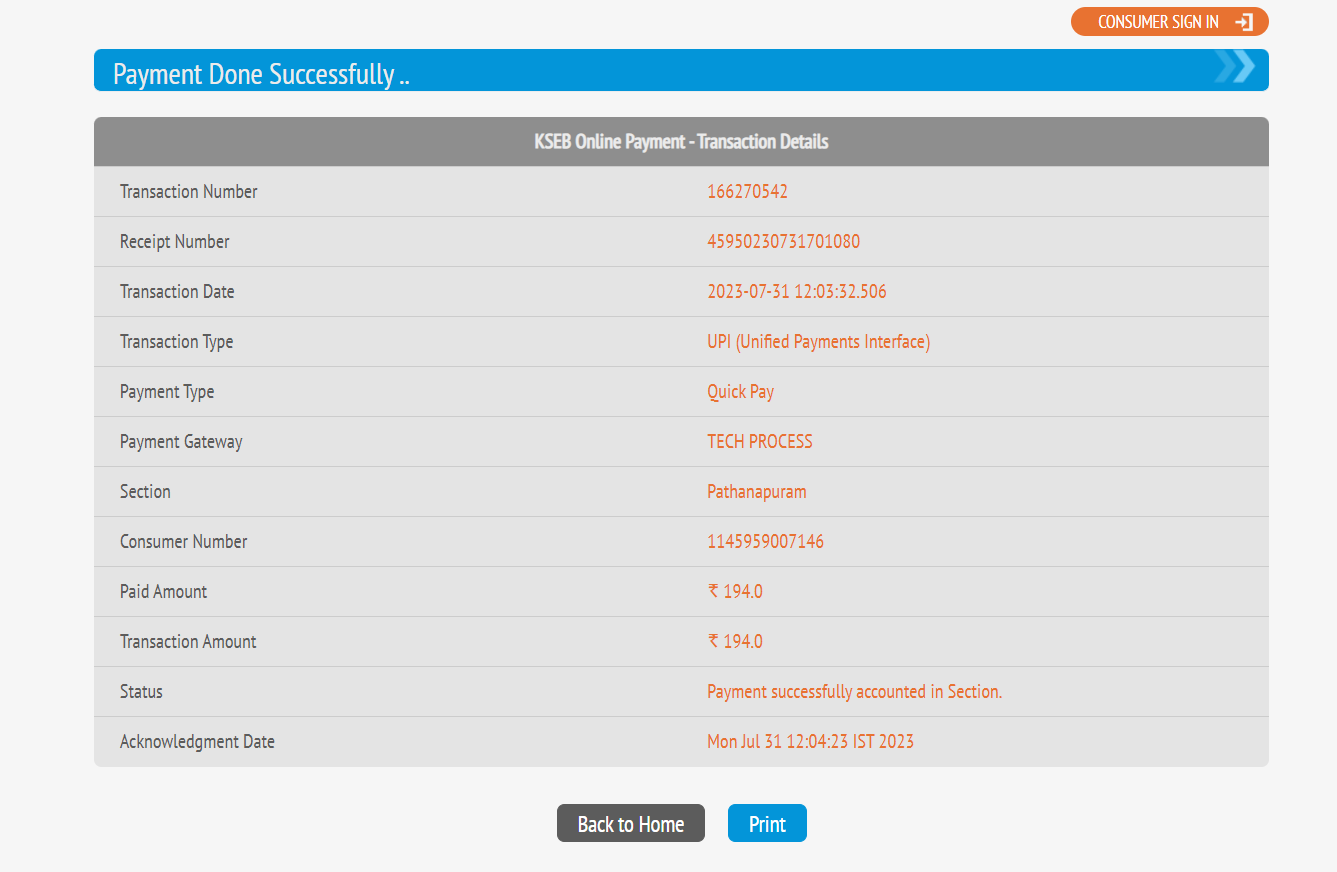 CONSUMER SIGN IN
Payment Done Successfully ..
KSEB Online Payment - Transaction Details
Transaction Number 166270542
Receipt Number 45950230731701080
Transaction Date 2023-07-31 12:03:32.506
Transaction Type UPI (Unified Payments Interface)
Payment Type Quick Pay
Payment Gateway TECH PROCESS
Section Pathanapuram
Consumer Number 1145959007146
Paid Amount ₹ 194.0
Transaction Amount ₹ 194.0
Status Payment successfully accounted in Section.
Acknowledgment Date Mon Jul 31 12:04:23 IST 2023
Back to Home Print